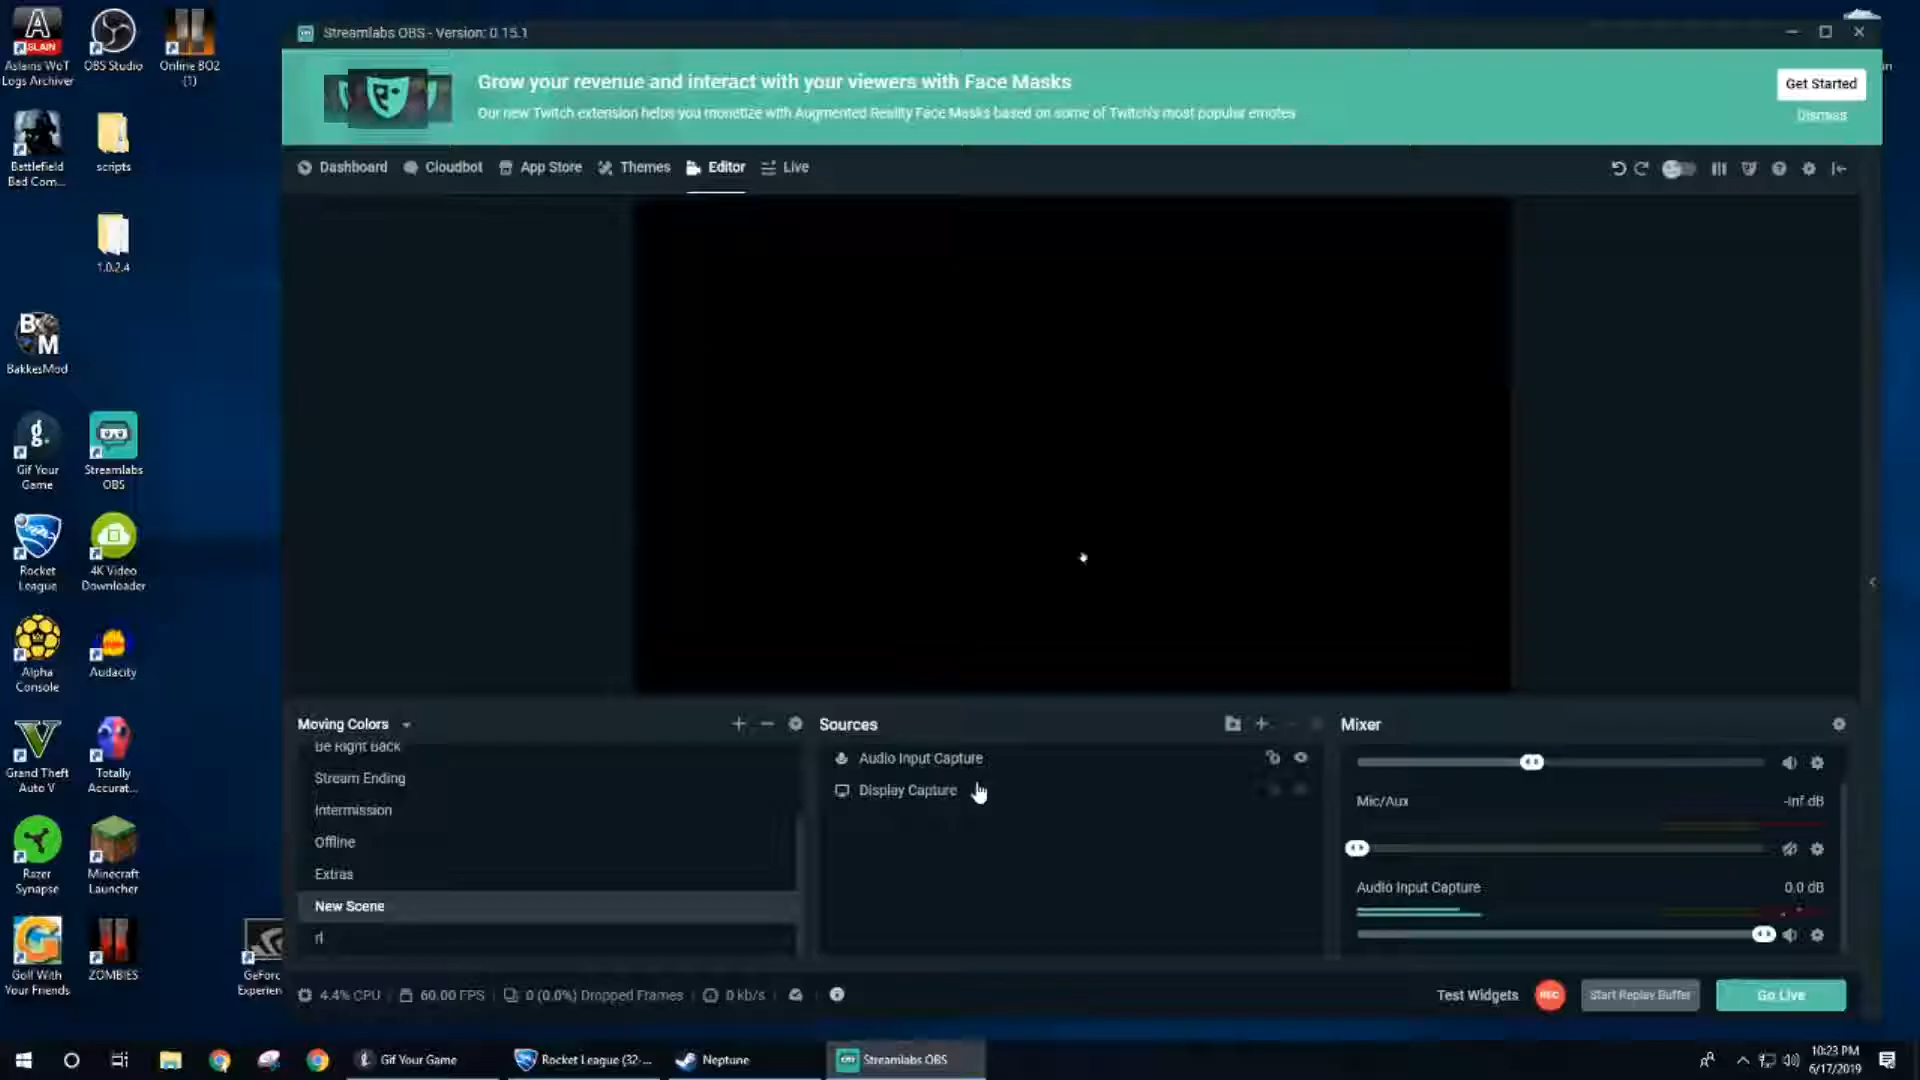 Streamlabs OBS - Version: 0.15.1
Grow your revenue and interact with your viewers with Face Masks
Our new Twitch extension helps you monetize with Augmented Reality Face Masks based on some of Twitch's most popular emotes
Get Started
Dismiss
Dashboard
Cloudbot
App Store
Themes
Editor
Live
Aslains WoT
Logs Archiver
OBS Studio
Online BO2
(1)
Battlefield
Bad Com...
scripts
1.0.2.4
BakkesMod
Gif Your
Game
Streamlabs
OBS
Rocket
League
4K Video
Downloader
Alpha
Console
Audacity
Grand Theft
Auto V
Totally
Accurat...
Razer
Synapse
Minecraft
Launcher
Golf With
Your Friends
ZOMBIES
GeForc
Experien
Moving Colors
Be Right Back
Stream Ending
Intermission
Offline
Extras
New Scene
rl
Sources
Audio Input Capture
Display Capture
Mixer
Mic/Aux
-Inf dB
Audio Input Capture
0.0 dB
4.4% CPU
60.00 FPS
0 (0.0%) Dropped Frames
0 kb/s
Test Widgets
REC
Start Replay Buffer
Go Live
Gif Your Game
Rocket League (32-...
Neptune
Streamlabs OBS
10:23 PM
6/17/2019